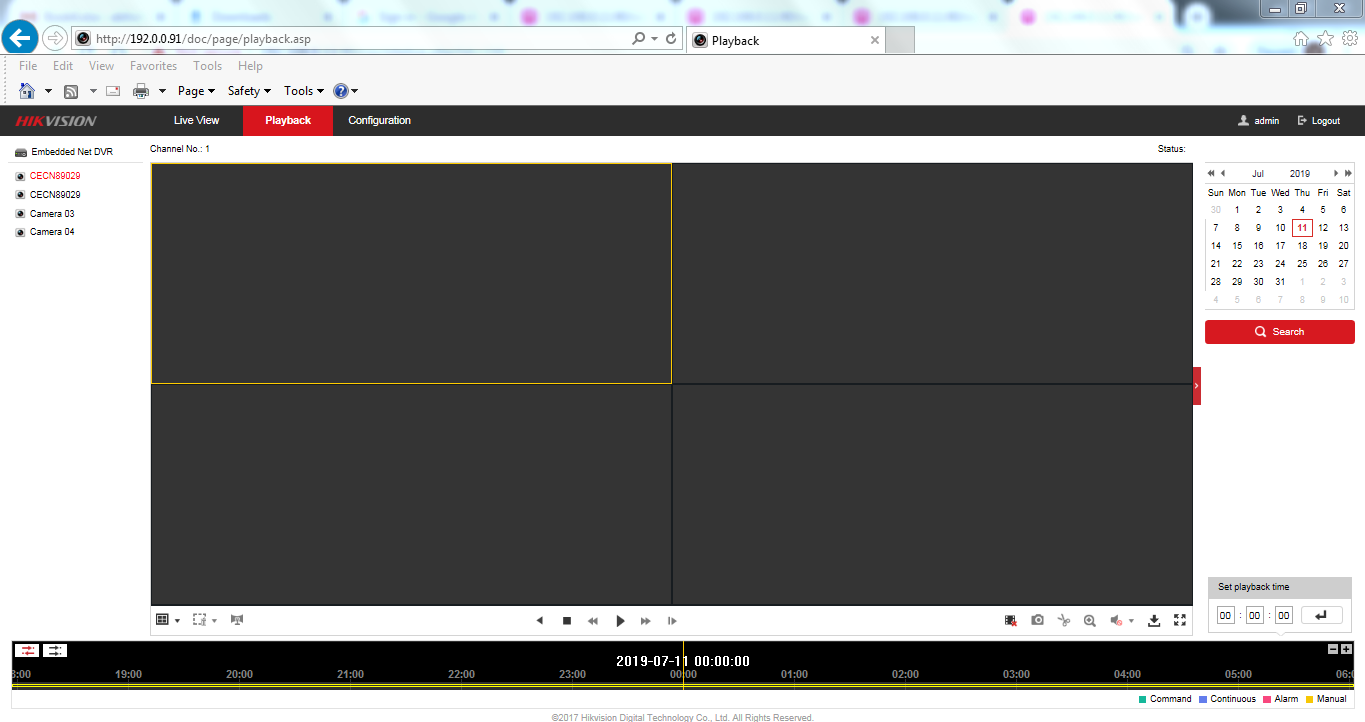 http://192.0.0.91/doc/page/playback.asp
Playback
File Edit View Favorites Tools Help
Page Safety Tools
HIKVISION Live View Playback Configuration admin Logout
Embedded Net DVR
CECN89029
CECN89029
Camera 03
Camera 04
Channel No.: 1 Status:
Jul 2019
Sun Mon Tue Wed Thu Fri Sat
30 1 2 3 4 5 6
7 8 9 10 11 12 13
14 15 16 17 18 19 20
21 22 23 24 25 26 27
28 29 30 31 1 2 3
4 5 6 7 8 9 10
Search
Set playback time
00 : 00 : 00
2019-07-11 00:00:00
8:00 19:00 20:00 21:00 22:00 23:00 00:00 01:00 02:00 03:00 04:00 05:00 06:0
Command Continuous Alarm Manual
©2017 Hikvision Digital Technology Co., Ltd. All Rights Reserved.